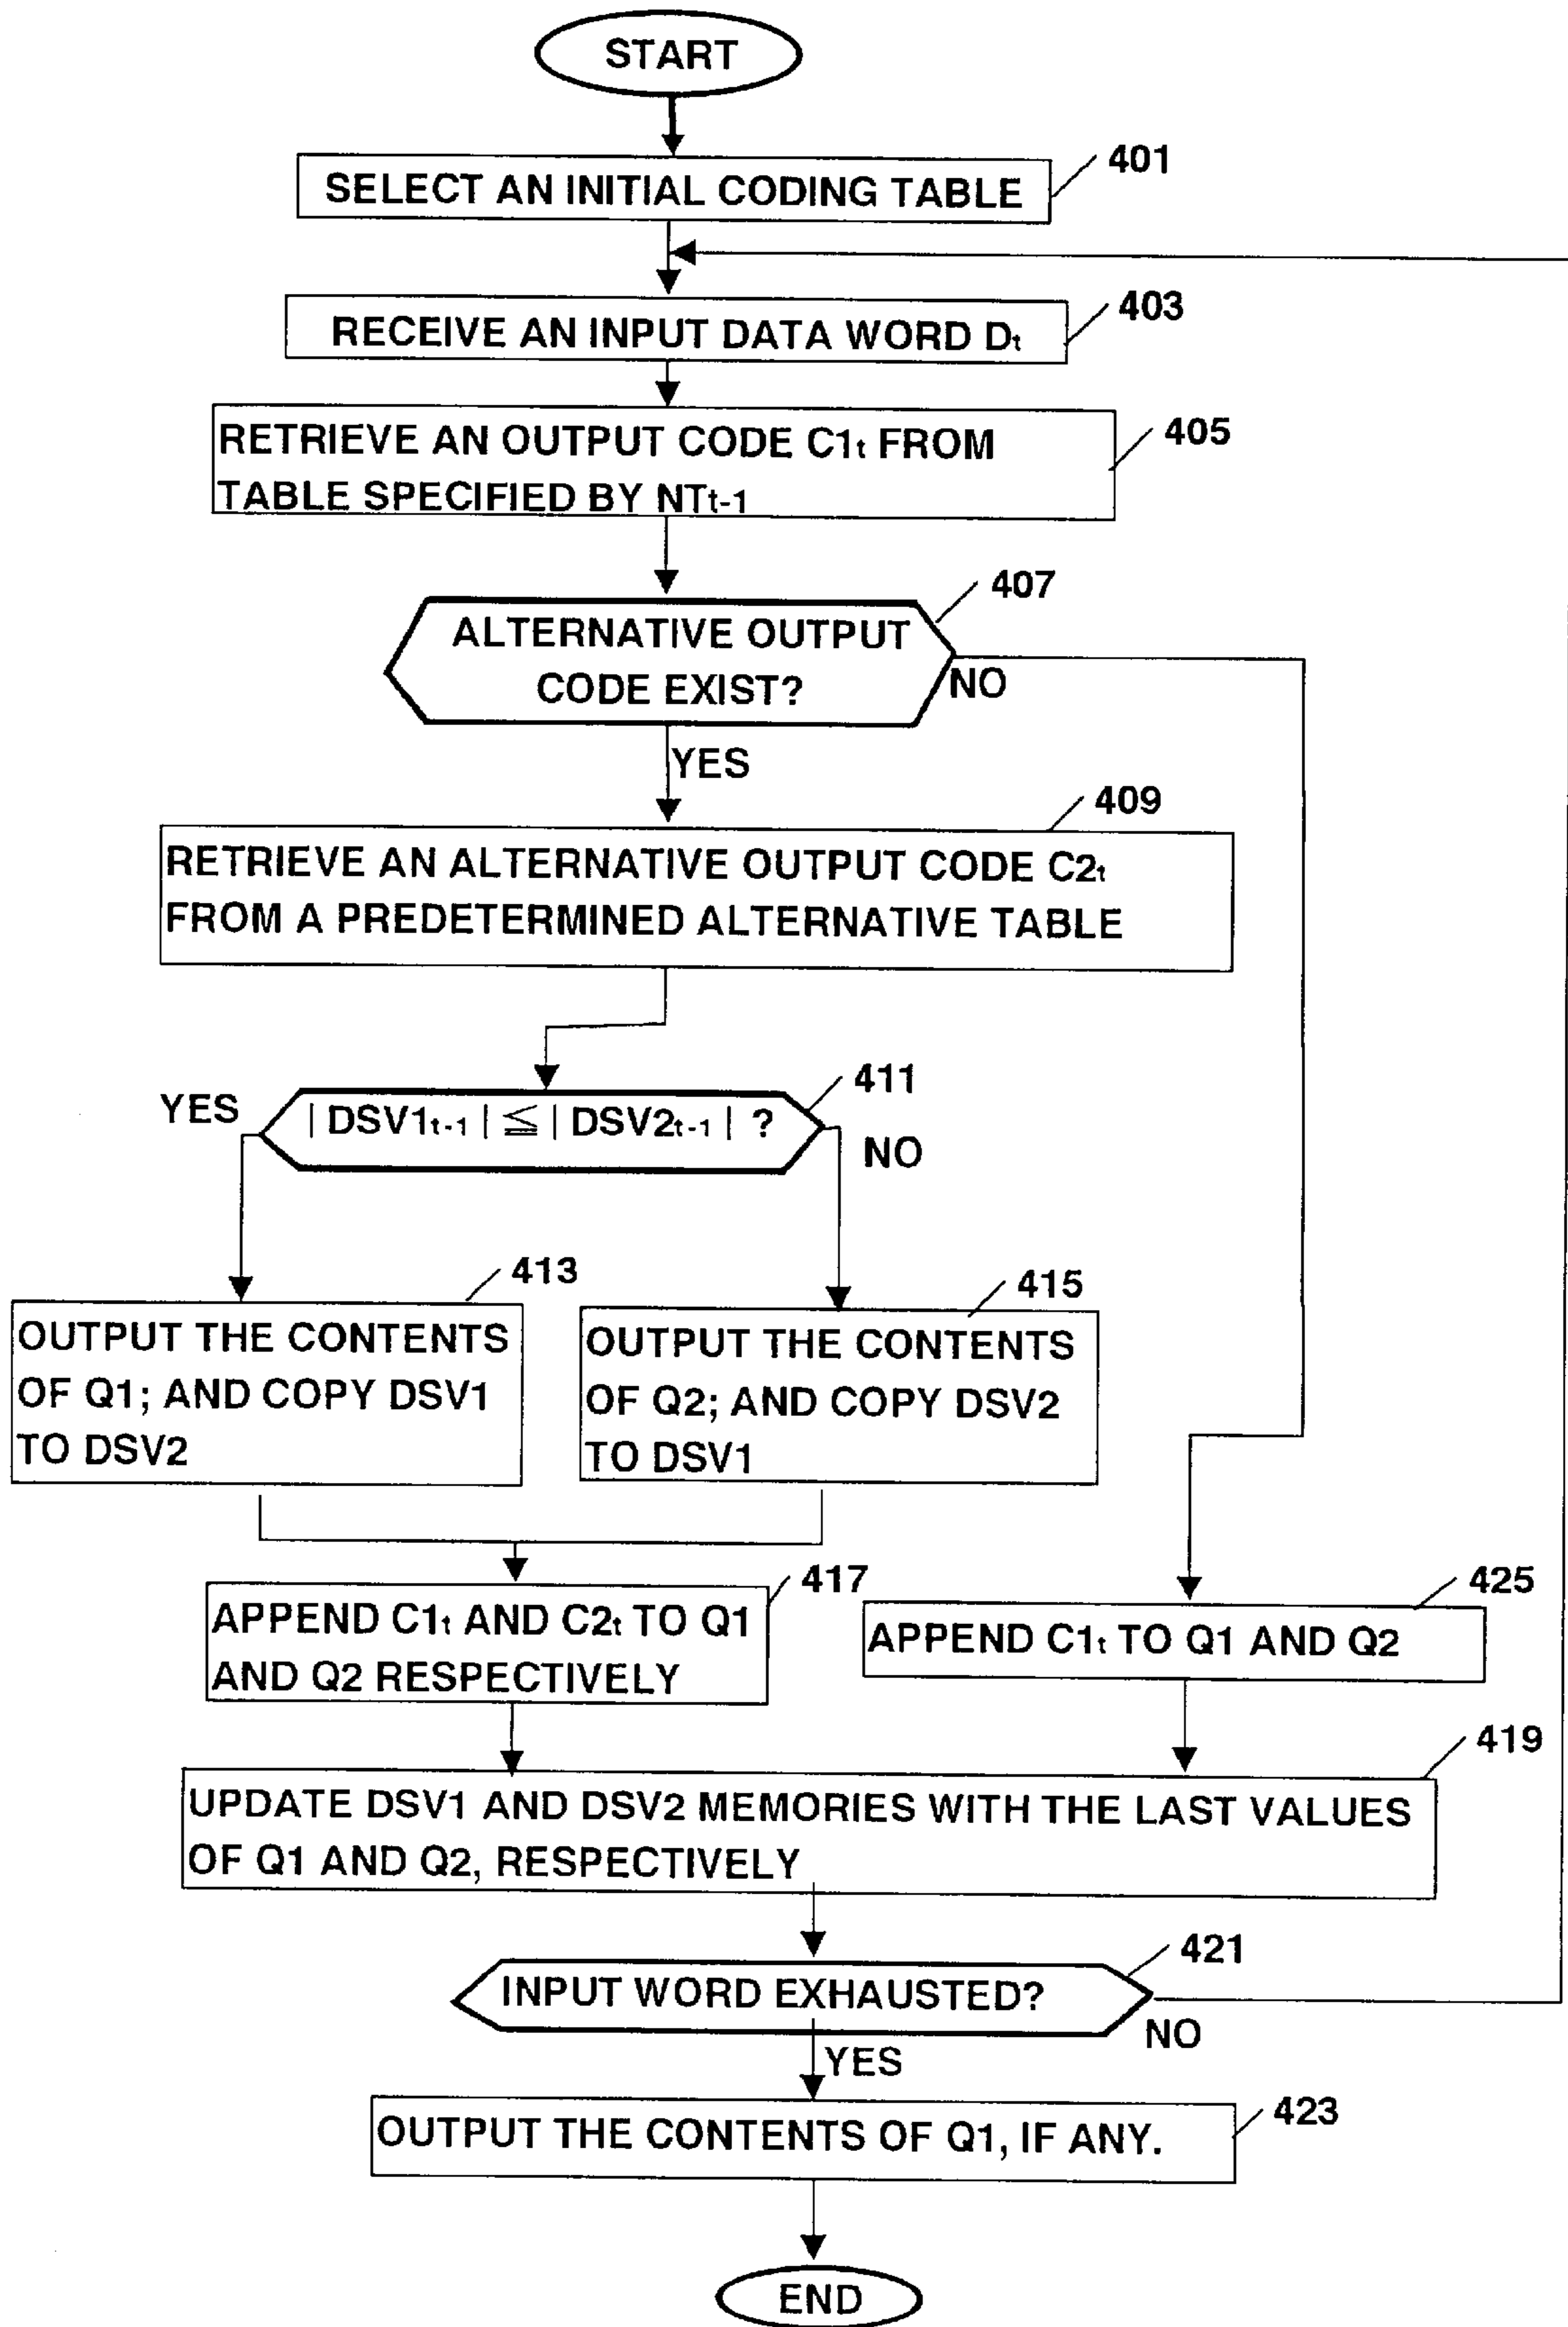 START
401
SELECT AN INITIAL CODING TABLE
403
RECEIVE AN INPUT DATA WORD Dt
405
RETRIEVE AN OUTPUT CODE C1t FROM
TABLE SPECIFIED BY NTt-1
407
ALTERNATIVE OUTPUT
CODE EXIST?
NO
YES
409
RETRIEVE AN ALTERNATIVE OUTPUT CODE C2t
FROM A PREDETERMINED ALTERNATIVE TABLE
411
YES
| DSV1t-1 | ≦ | DSV2t-1 | ?
NO
413
OUTPUT THE CONTENTS
OF Q1; AND COPY DSV1
TO DSV2
415
OUTPUT THE CONTENTS
OF Q2; AND COPY DSV2
TO DSV1
417
APPEND C1t AND C2t TO Q1
AND Q2 RESPECTIVELY
425
APPEND C1t TO Q1 AND Q2
419
UPDATE DSV1 AND DSV2 MEMORIES WITH THE LAST VALUES
OF Q1 AND Q2, RESPECTIVELY
421
INPUT WORD EXHAUSTED?
NO
YES
423
OUTPUT THE CONTENTS OF Q1, IF ANY.
END